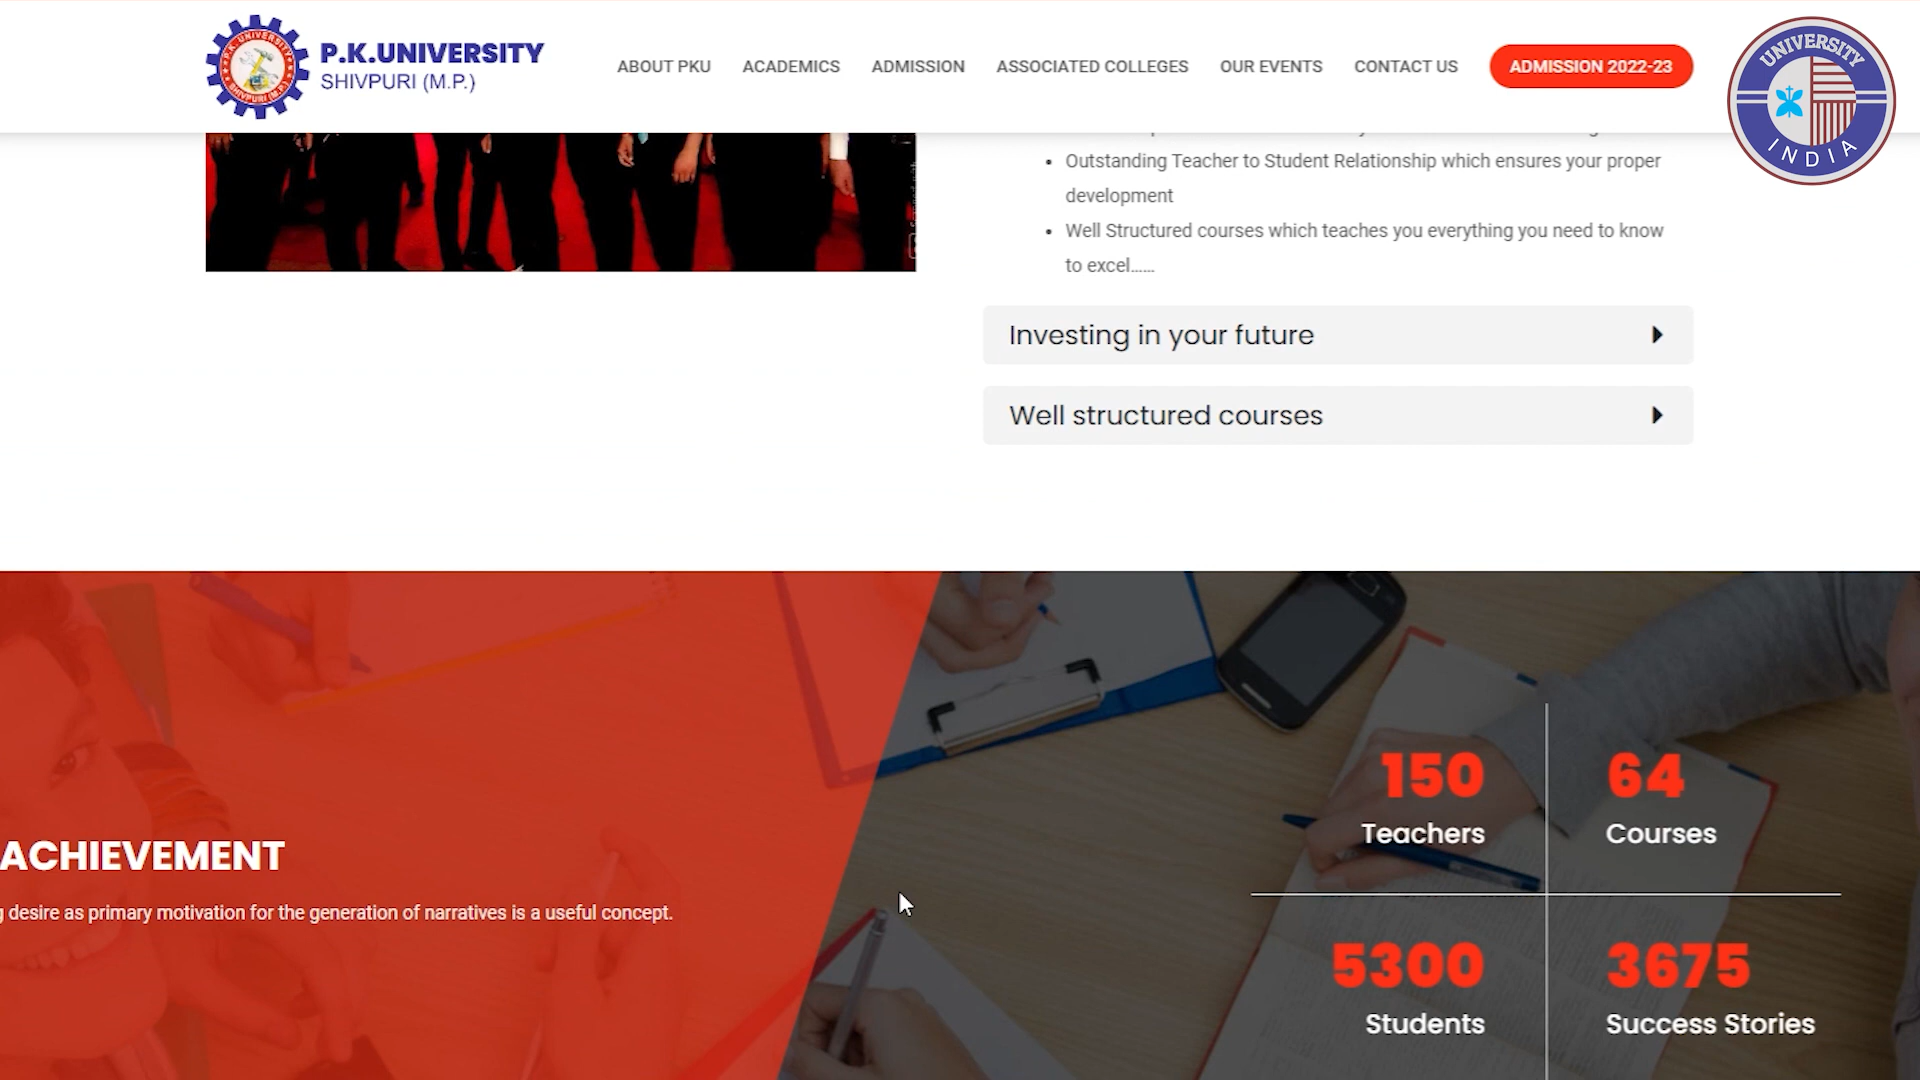 P.K. UNIVERSITY
SHIVPURI (M.P.)
P.K.UNIVERSITY
SHIVPURI (M.P.)
ABOUT PKU
ACADEMICS
ADMISSION
ASSOCIATED COLLEGES
OUR EVENTS
CONTACT US
ADMISSION 2022-23
UNIVERSITY
INDIA
• Outstanding Teacher to Student Relationship which ensures your proper
development
• Well Structured courses which teaches you everything you need to know
to excel......
Investing in your future
Well structured courses
ACHIEVEMENT
desire as primary motivation for the generation of narratives is a useful concept.
150
Teachers
64
Courses
5300
Students
3675
Success Stories